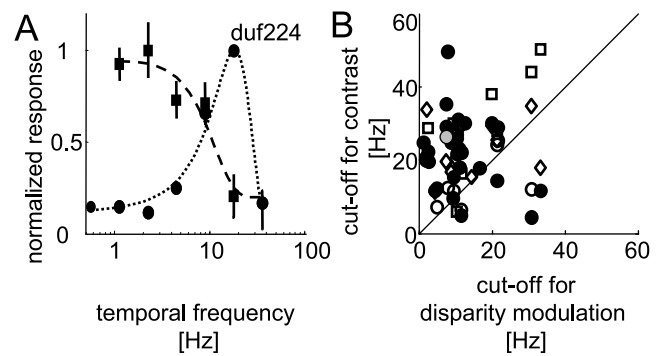 A
duf224
normalized response
1
0.5
0
1
10
100
temporal frequency
[Hz]
B
cut-off for contrast
[Hz]
60
40
20
0
0
20
40
60
cut-off for
disparity modulation
[Hz]